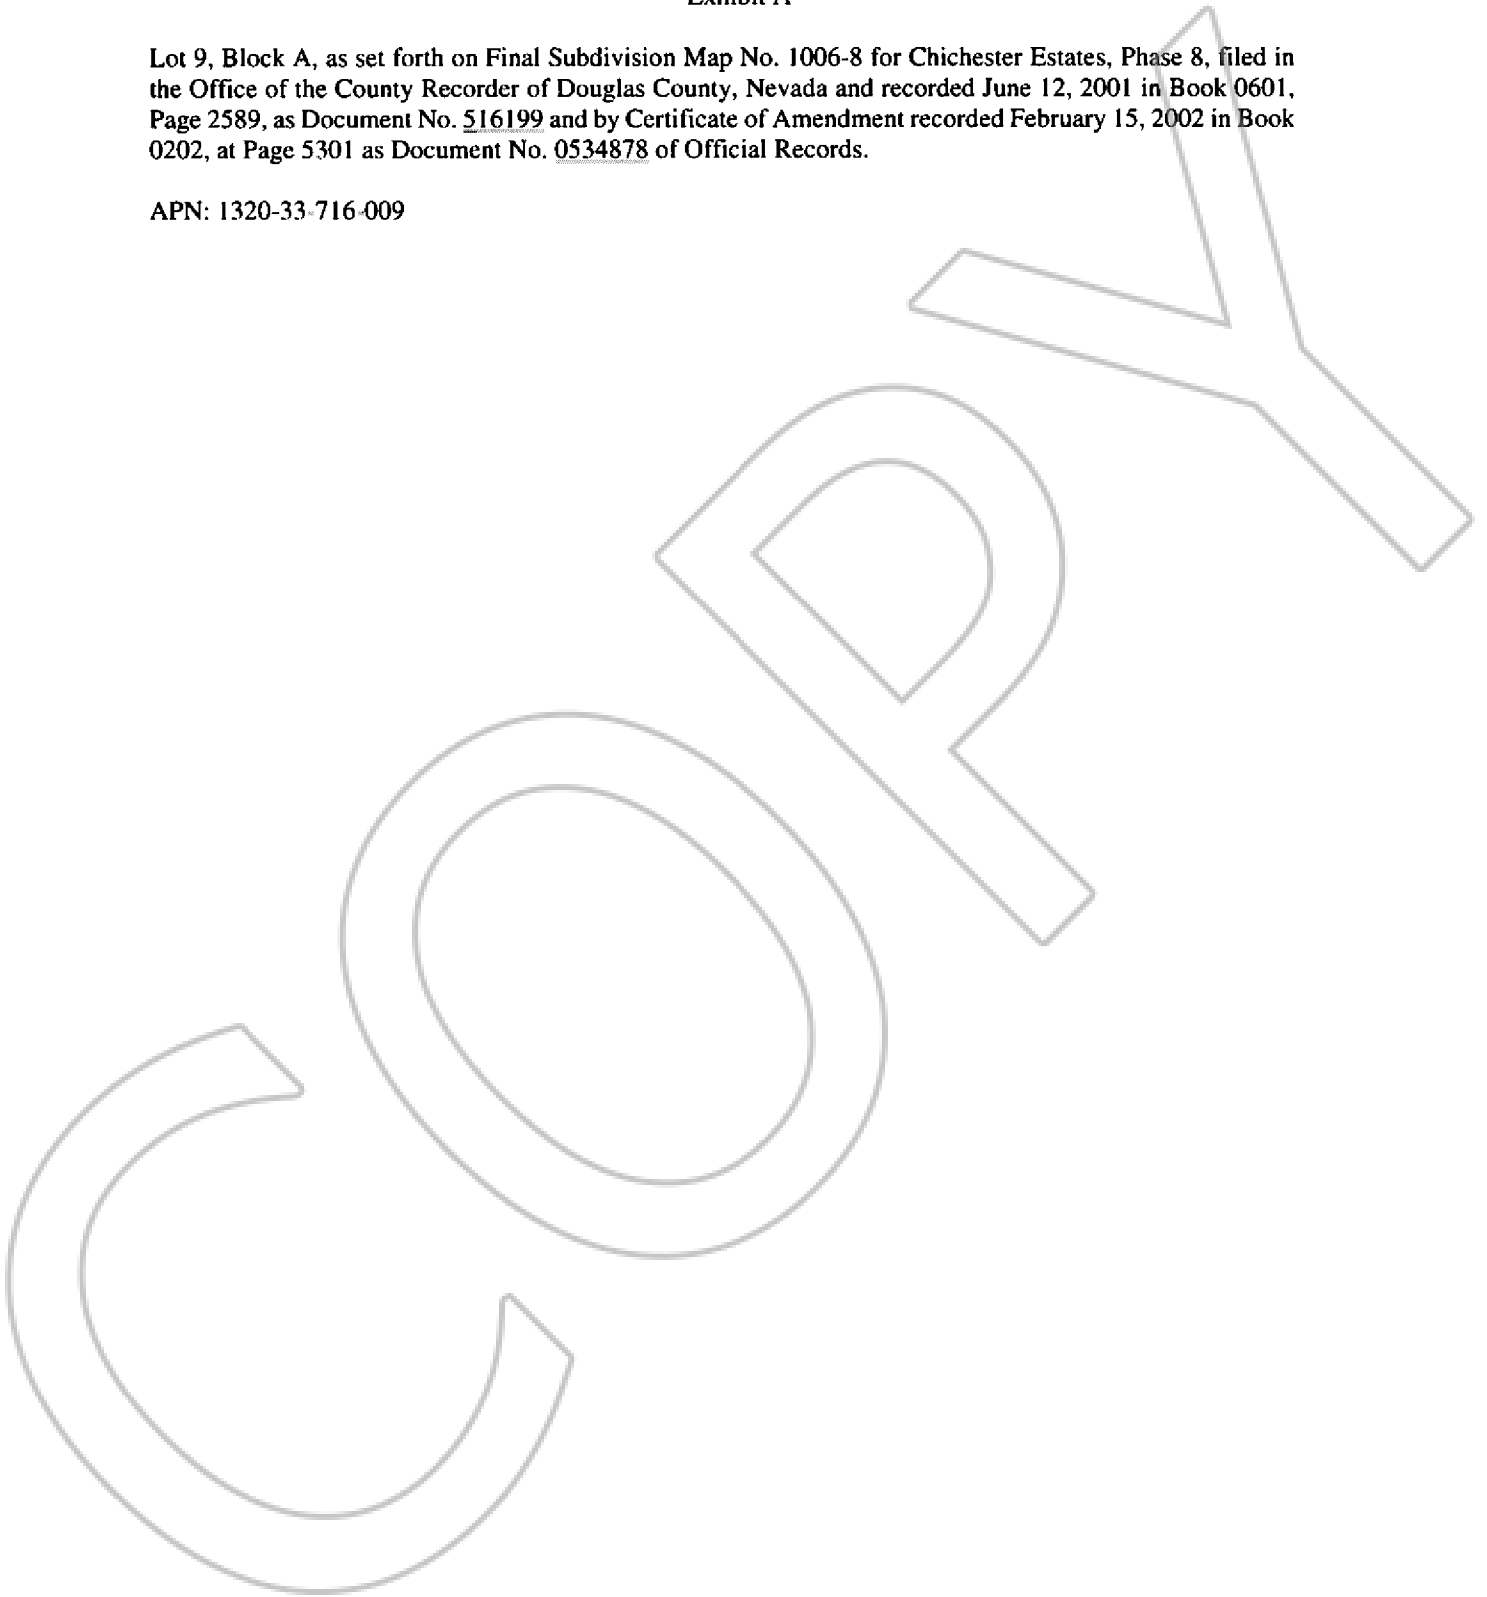 Exhibit A
Lot 9, Block A, as set forth on Final Subdivision Map No. 1006-8 for Chichester Estates, Phase 8, filed in
the Office of the County Recorder of Douglas County, Nevada and recorded June 12, 2001 in Book 0601,
Page 2589, as Document No. 516199 and by Certificate of Amendment recorded February 15, 2002 in Book
0202, at Page 5301 as Document No. 0534878 of Official Records.
APN: 1320-33-716-009
COPY